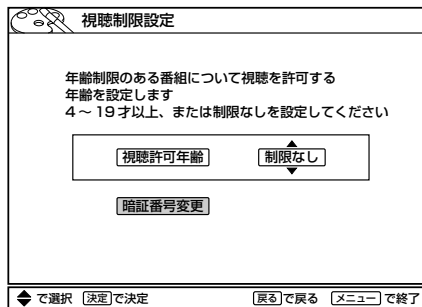 視聴制限設定
年齢制限のある番組について視聴を許可する
年齢を設定します
4～19才以上、または制限なしを設定してください
視聴許可年齢 制限なし
暗証番号変更
で選択 決定で決定 戻るで戻る メニューで終了